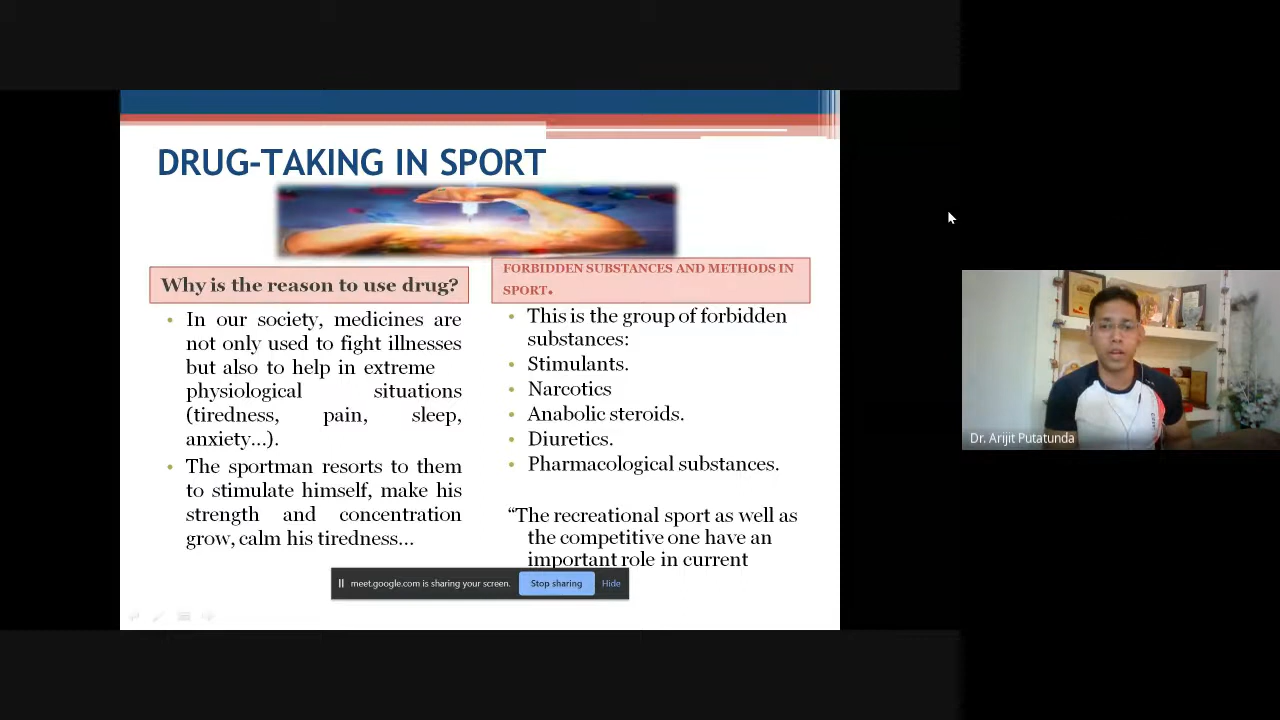 DRUG-TAKING IN SPORT
Why is the reason to use drug?
• In our society, medicines are
not only used to fight illnesses
but also to help in extreme
physiological situations
(tiredness, pain, sleep,
anxiety...).
• The sportman resorts to them
to stimulate himself, make his
strength and concentration
grow, calm his tiredness...
FORBIDDEN SUBSTANCES AND METHODS IN
SPORT.
• This is the group of forbidden
substances:
• Stimulants.
• Narcotics
• Anabolic steroids.
• Diuretics.
• Pharmacological substances.
“The recreational sport as well as
the competitive one have an
important role in current
meet.google.com is sharing your screen. Stop sharing Hide
Dr. Arijit Putatunda